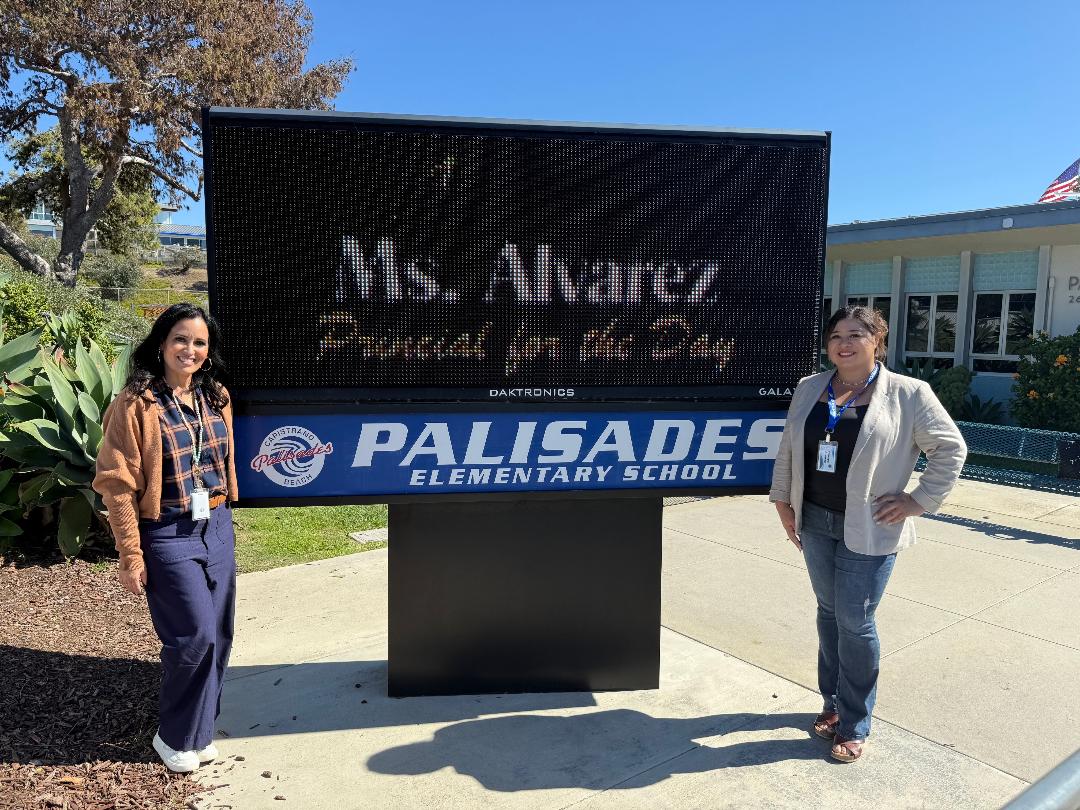 Ms. Alvarez
Principal for the Day
DAKTRONICS
GALA
CAPISTRANO
Palisades
BEACH
PALISADES
ELEMENTARY SCHOOL